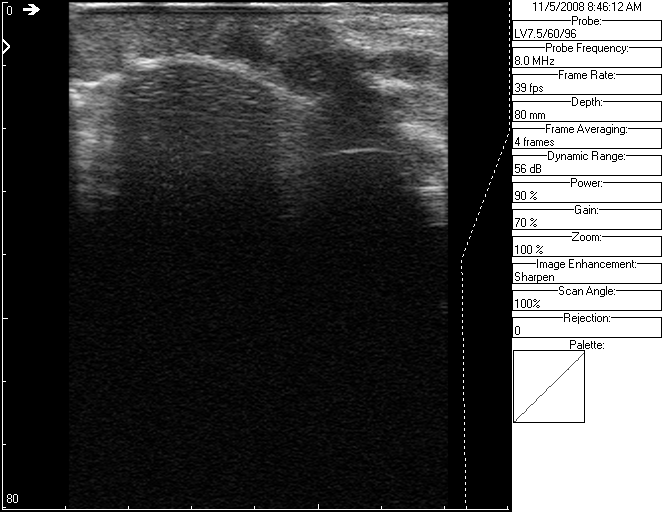 0
11/5/2008 8:46:12 AM
Probe:
LV7.5/60/96
Probe Frequency:
8.0 MHz
Frame Rate:
39 fps
Depth:
80 mm
Frame Averaging:
4 frames
Dynamic Range:
56 dB
Power:
90 %
Gain:
70 %
Zoom:
100 %
Image Enhancement:
Sharpen
Scan Angle:
100%
Rejection:
0
Palette:
80